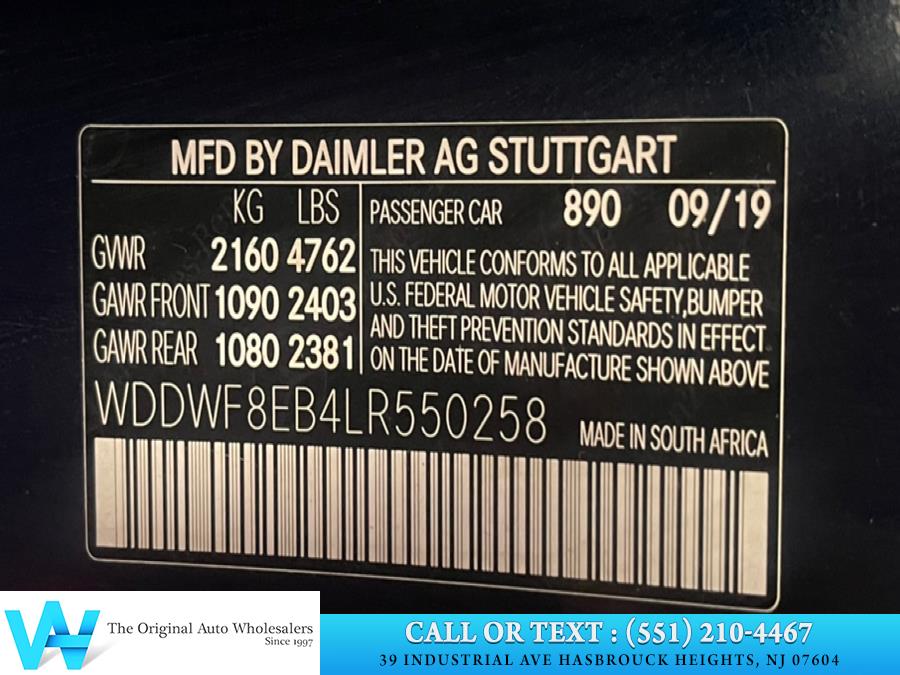 MFD BY DAIMLER AG STUTTGART
KG LBS
GVWR 2160 4762
GAWR FRONT 1090 2403
GAWR REAR 1080 2381
PASSENGER CAR 890 09/19
THIS VEHICLE CONFORMS TO ALL APPLICABLE
U.S. FEDERAL MOTOR VEHICLE SAFETY,BUMPER
AND THEFT PREVENTION STANDARDS IN EFFECT
ON THE DATE OF MANUFACTURE SHOWN ABOVE
WDDWF8EB4LR550258
MADE IN SOUTH AFRICA
The Original Auto Wholesalers
Since 1997
CALL OR TEXT : (551) 210-4467
39 INDUSTRIAL AVE HASBROUCK HEIGHTS, NJ 07604